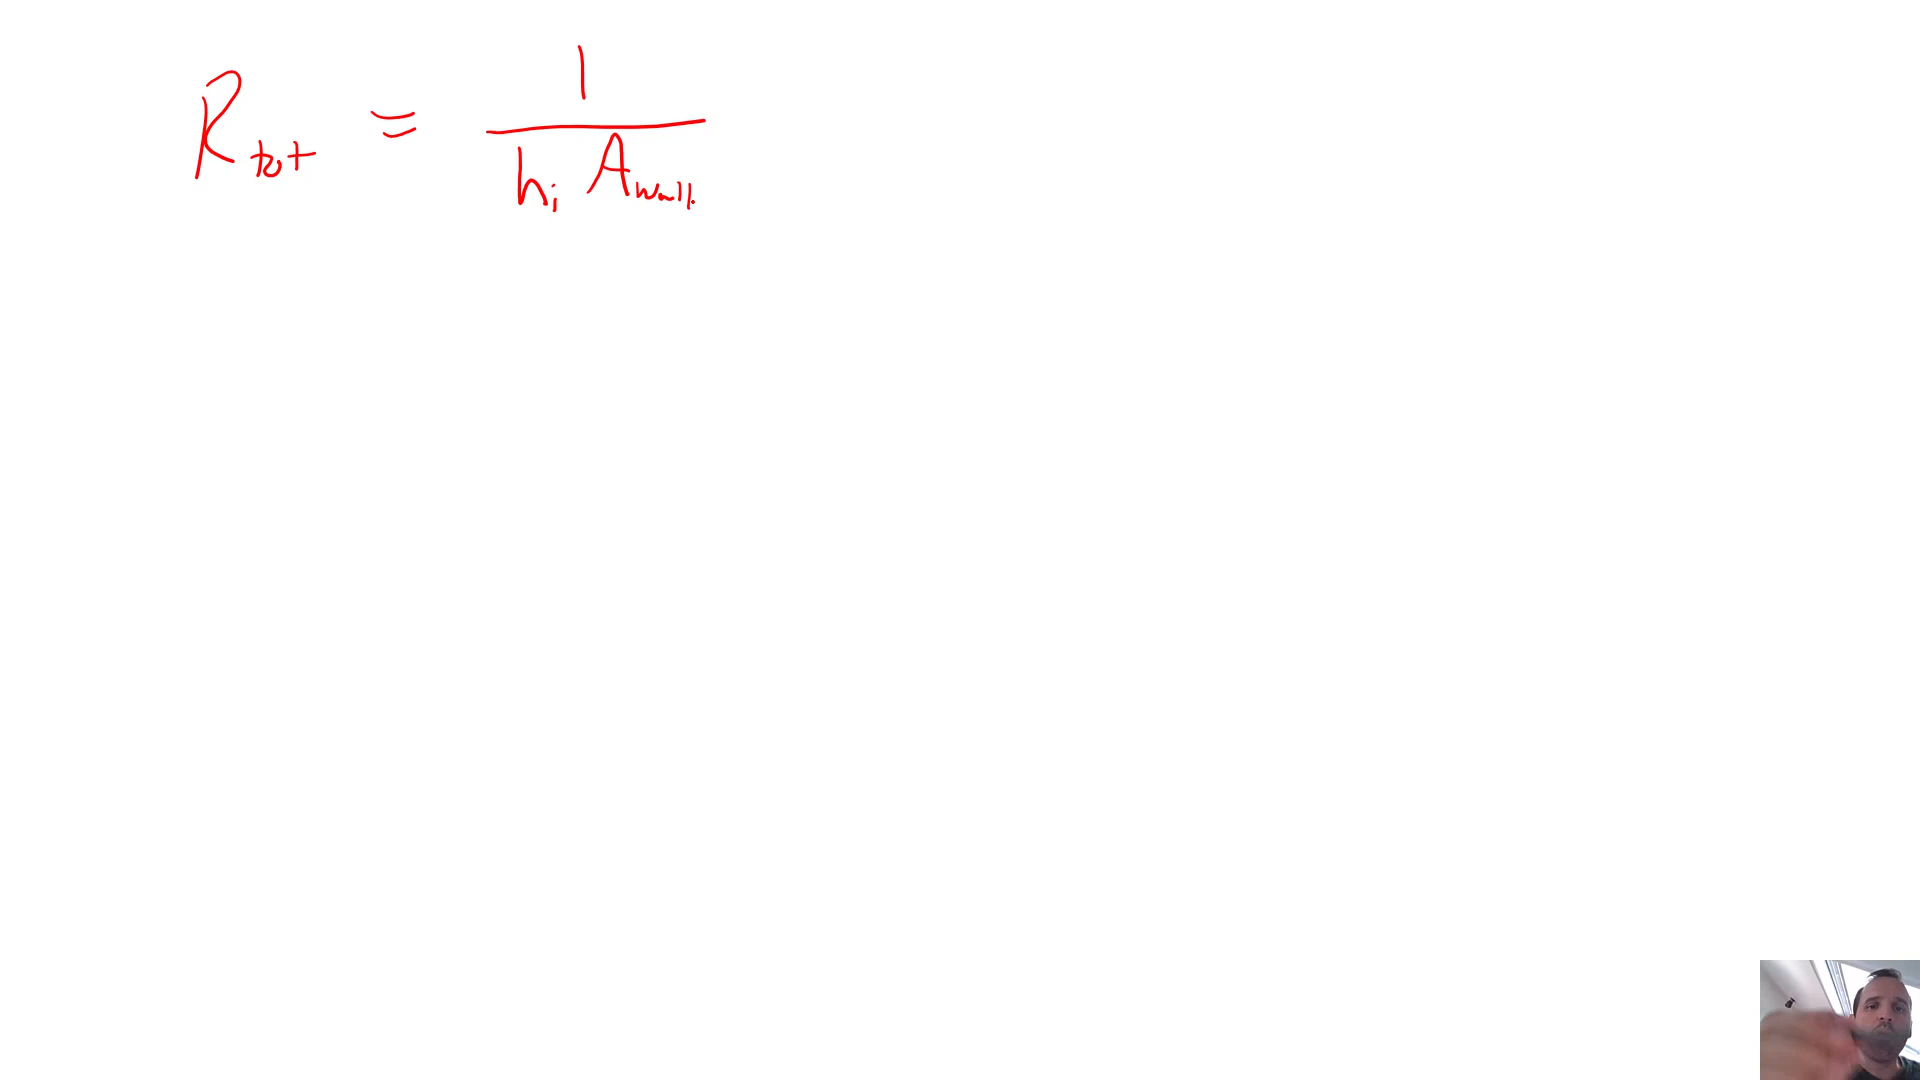 R_tot = 1 / (h_i A_wall)